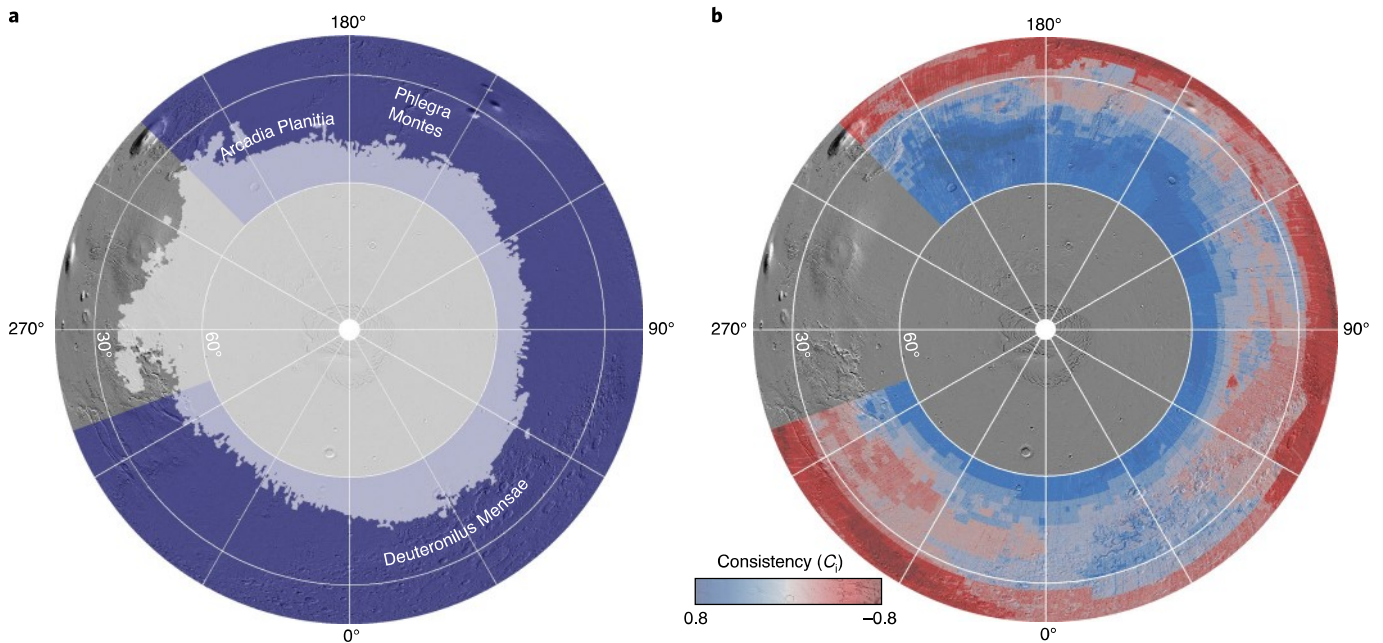 a
180°
Phlegra
Montes
Arcadia Planitia
270°
30°
60°
90°
Deuteronilus Mensae
0°
b
180°
270°
30°
60°
90°
Consistency (Ci)
0.8
–0.8
0°